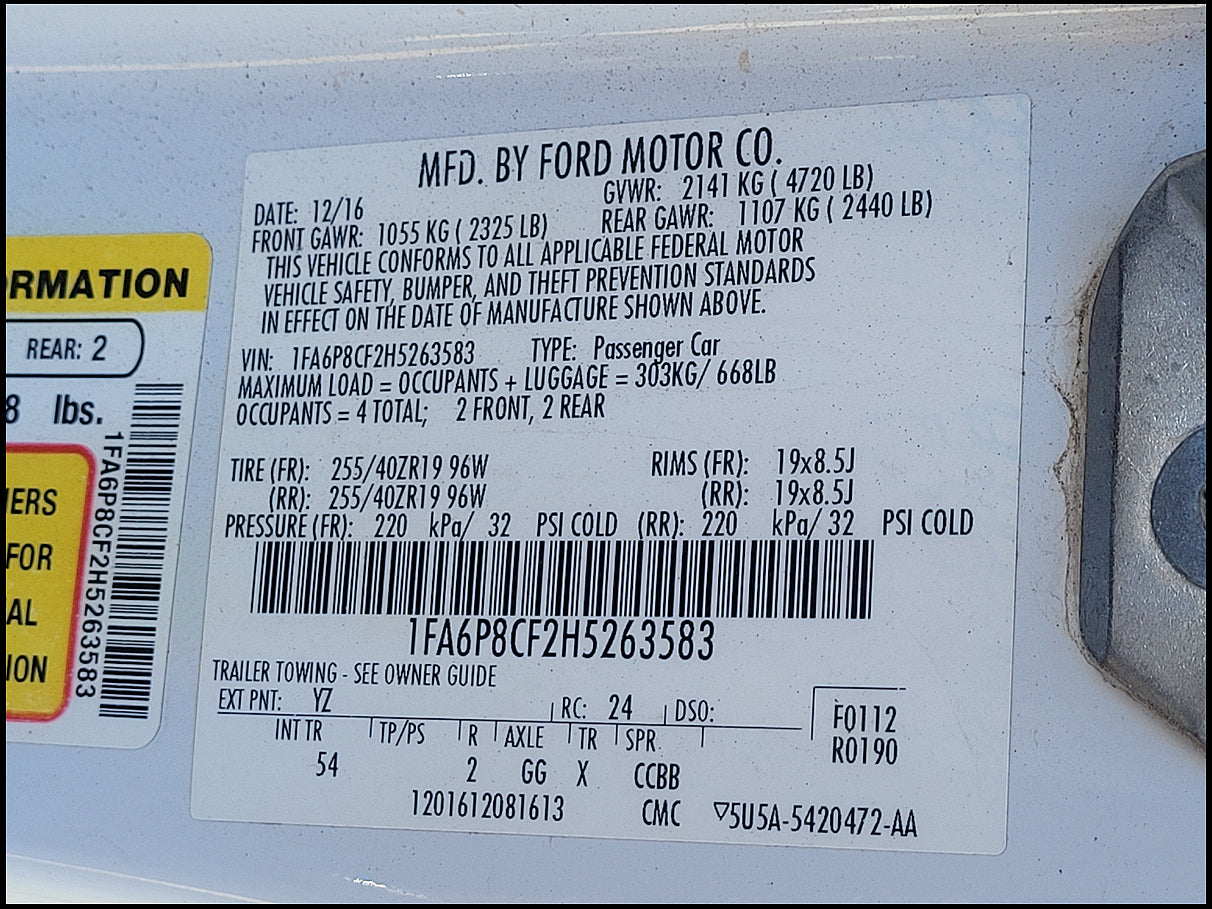 MFD. BY FORD MOTOR CO.
DATE: 12/16 GVWR: 2141 KG ( 4720 LB)
FRONT GAWR: 1055 KG ( 2325 LB) REAR GAWR: 1107 KG ( 2440 LB)
THIS VEHICLE CONFORMS TO ALL APPLICABLE FEDERAL MOTOR
VEHICLE SAFETY, BUMPER, AND THEFT PREVENTION STANDARDS
IN EFFECT ON THE DATE OF MANUFACTURE SHOWN ABOVE.
VIN: 1FA6P8CF2H5263583 TYPE: Passenger Car
MAXIMUM LOAD = OCCUPANTS + LUGGAGE = 303KG/ 668LB
OCCUPANTS = 4 TOTAL; 2 FRONT, 2 REAR
TIRE (FR): 255/40ZR19 96W RIMS (FR): 19x8.5J
(RR): 255/40ZR19 96W (RR): 19x8.5J
PRESSURE (FR): 220 kPa/ 32 PSI COLD (RR): 220 kPa/ 32 PSI COLD
1FA6P8CF2H5263583
TRAILER TOWING - SEE OWNER GUIDE
EXT PNT: YZ RC: 24 DSO:
INT TR TP/PS R AXLE TR SPR
54 2 GG X CCBB
F0112
R0190
1201612081613 CMC ▽5U5A-5420472-AA
RMATION
REAR: 2
8 lbs.
1FA6P8CF2H5263583
ERS
FOR
AL
ION